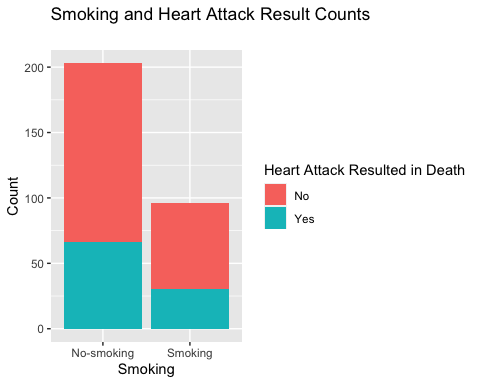 Smoking and Heart Attack Result Counts
Count
200
150
100
50
0
No-smoking
Smoking
Smoking
Heart Attack Resulted in Death
No
Yes